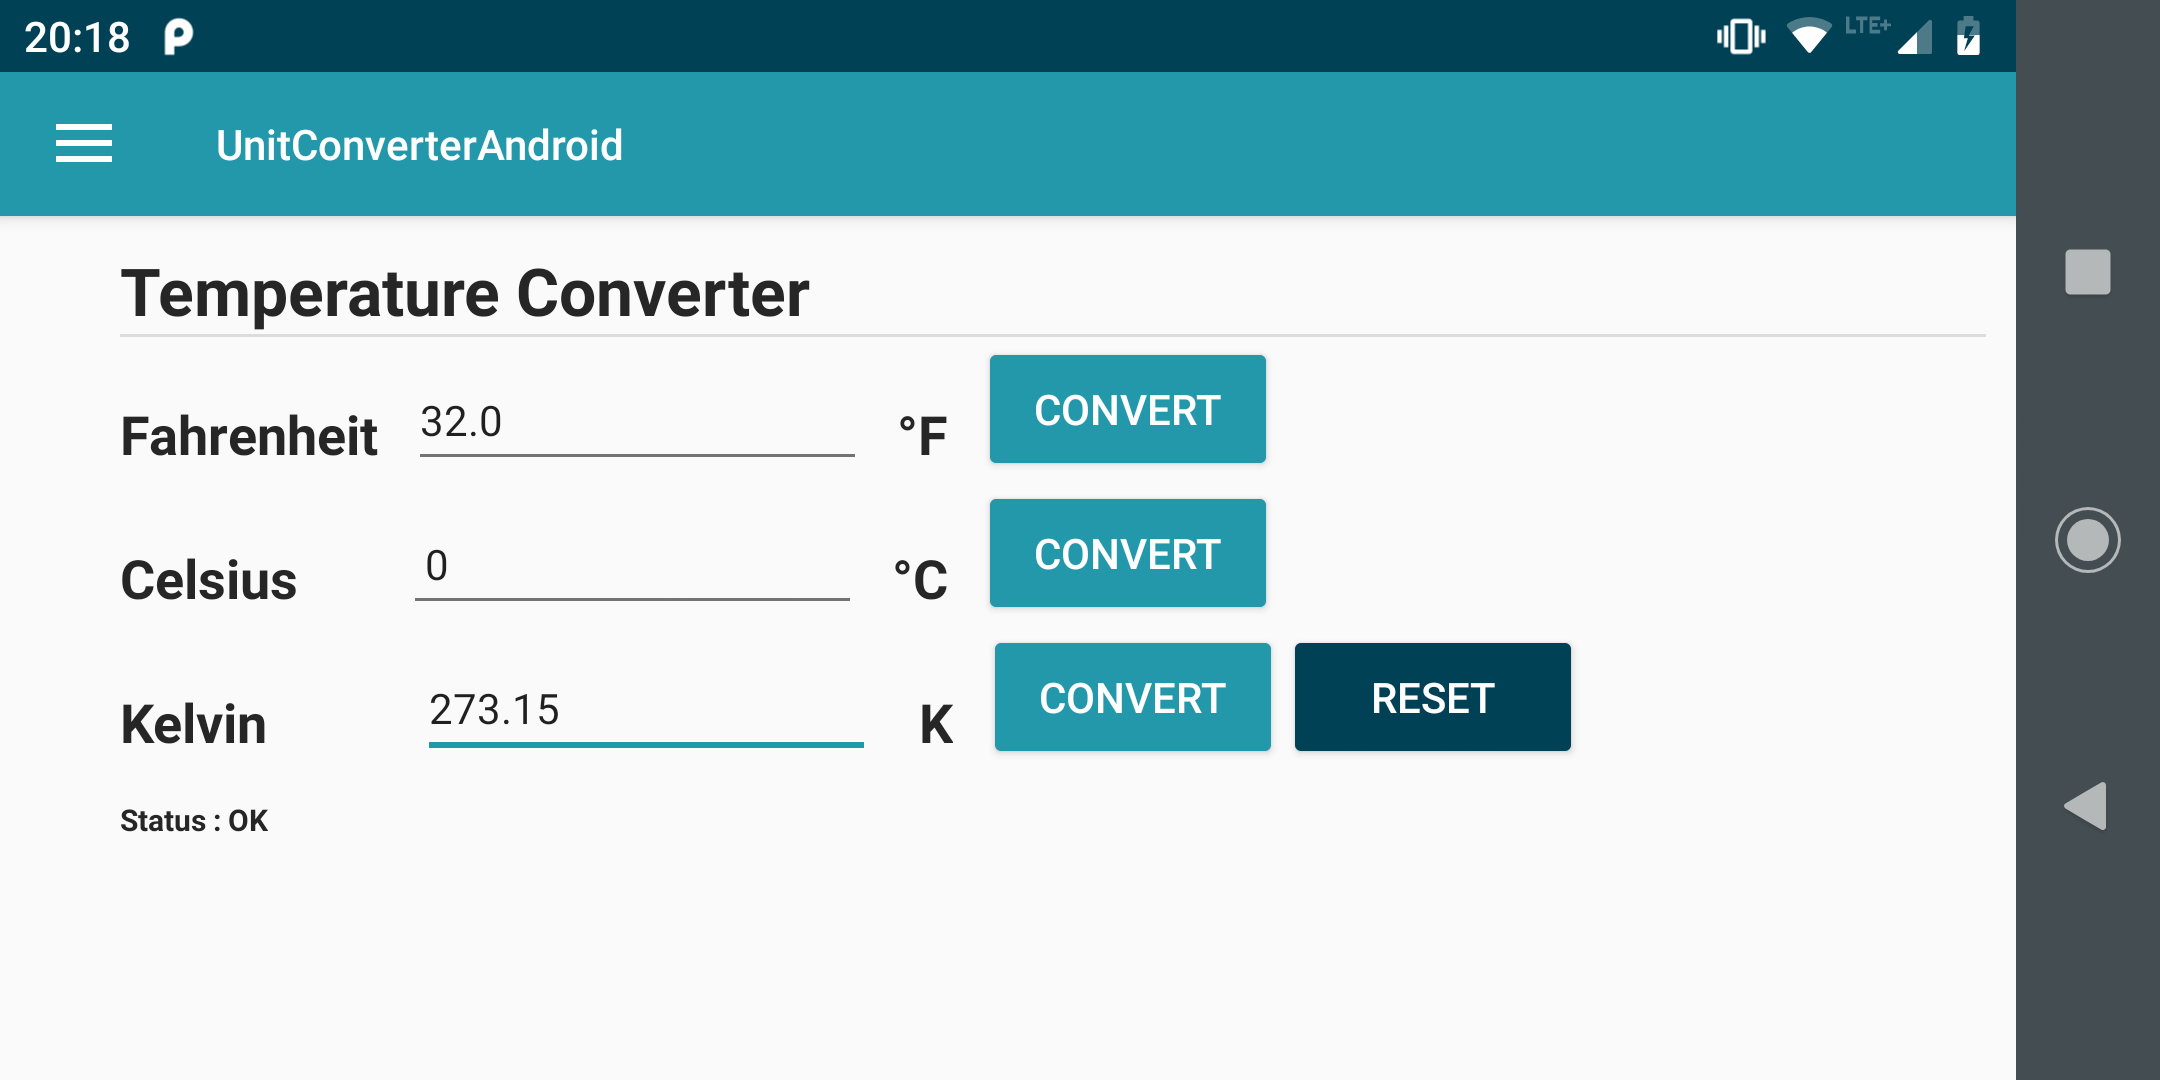 20:18 LTE+
UnitConverterAndroid
Temperature Converter
Fahrenheit 32.0 °F CONVERT
Celsius 0 °C CONVERT
Kelvin 273.15 K CONVERT RESET
Status : OK